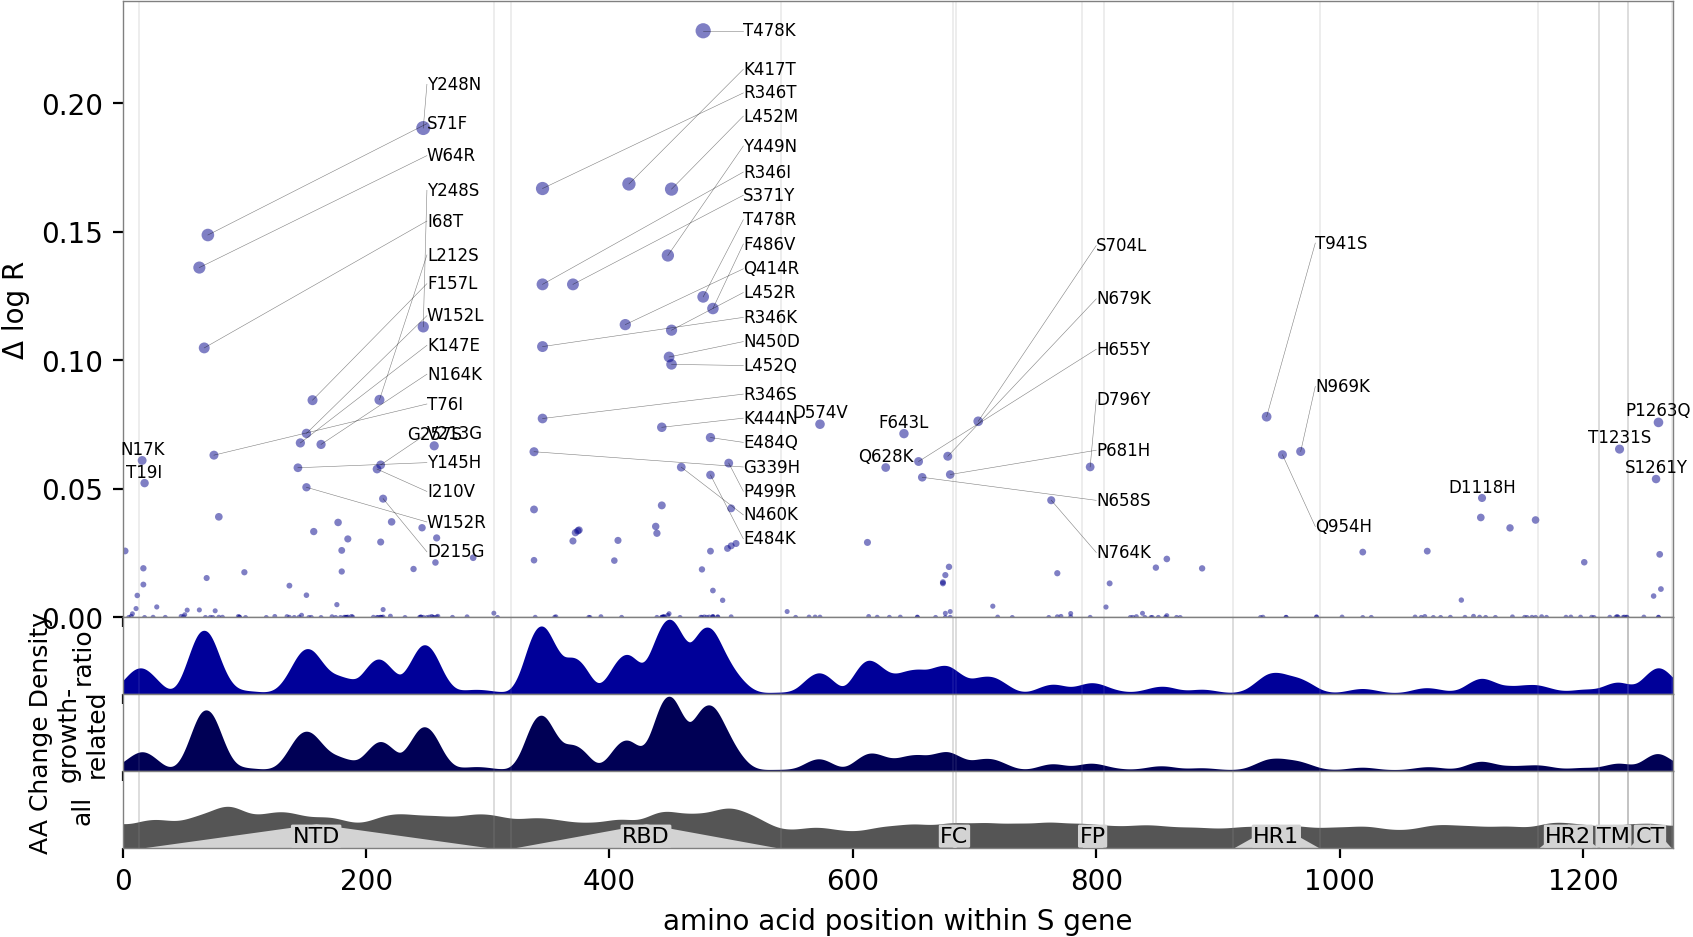 T478K
K417T
R346T
L452M
Y449N
R346I
S371Y
T478R
F486V
Q414R
L452R
R346K
N450D
L452Q
R346S
K444N
E484Q
G339H
P499R
N460K
E484K
Y248N
S71F
W64R
Y248S
I68T
L212S
F157L
W152L
K147E
N164K
T76I
G257S
V213G
Y145H
I210V
W152R
D215G
N17K
T19I
D574V
F643L
Q628K
S704L
N679K
H655Y
D796Y
P681H
N658S
N764K
T941S
N969K
Q954H
D1118H
P1263Q
T1231S
S1261Y
Δ log R
0.20
0.15
0.10
0.05
0.00
AA Change Density
ratio
growth-
related
all
NTD
RBD
FC
FP
HR1
HR2
TM
CT
0
200
400
600
800
1000
1200
amino acid position within S gene